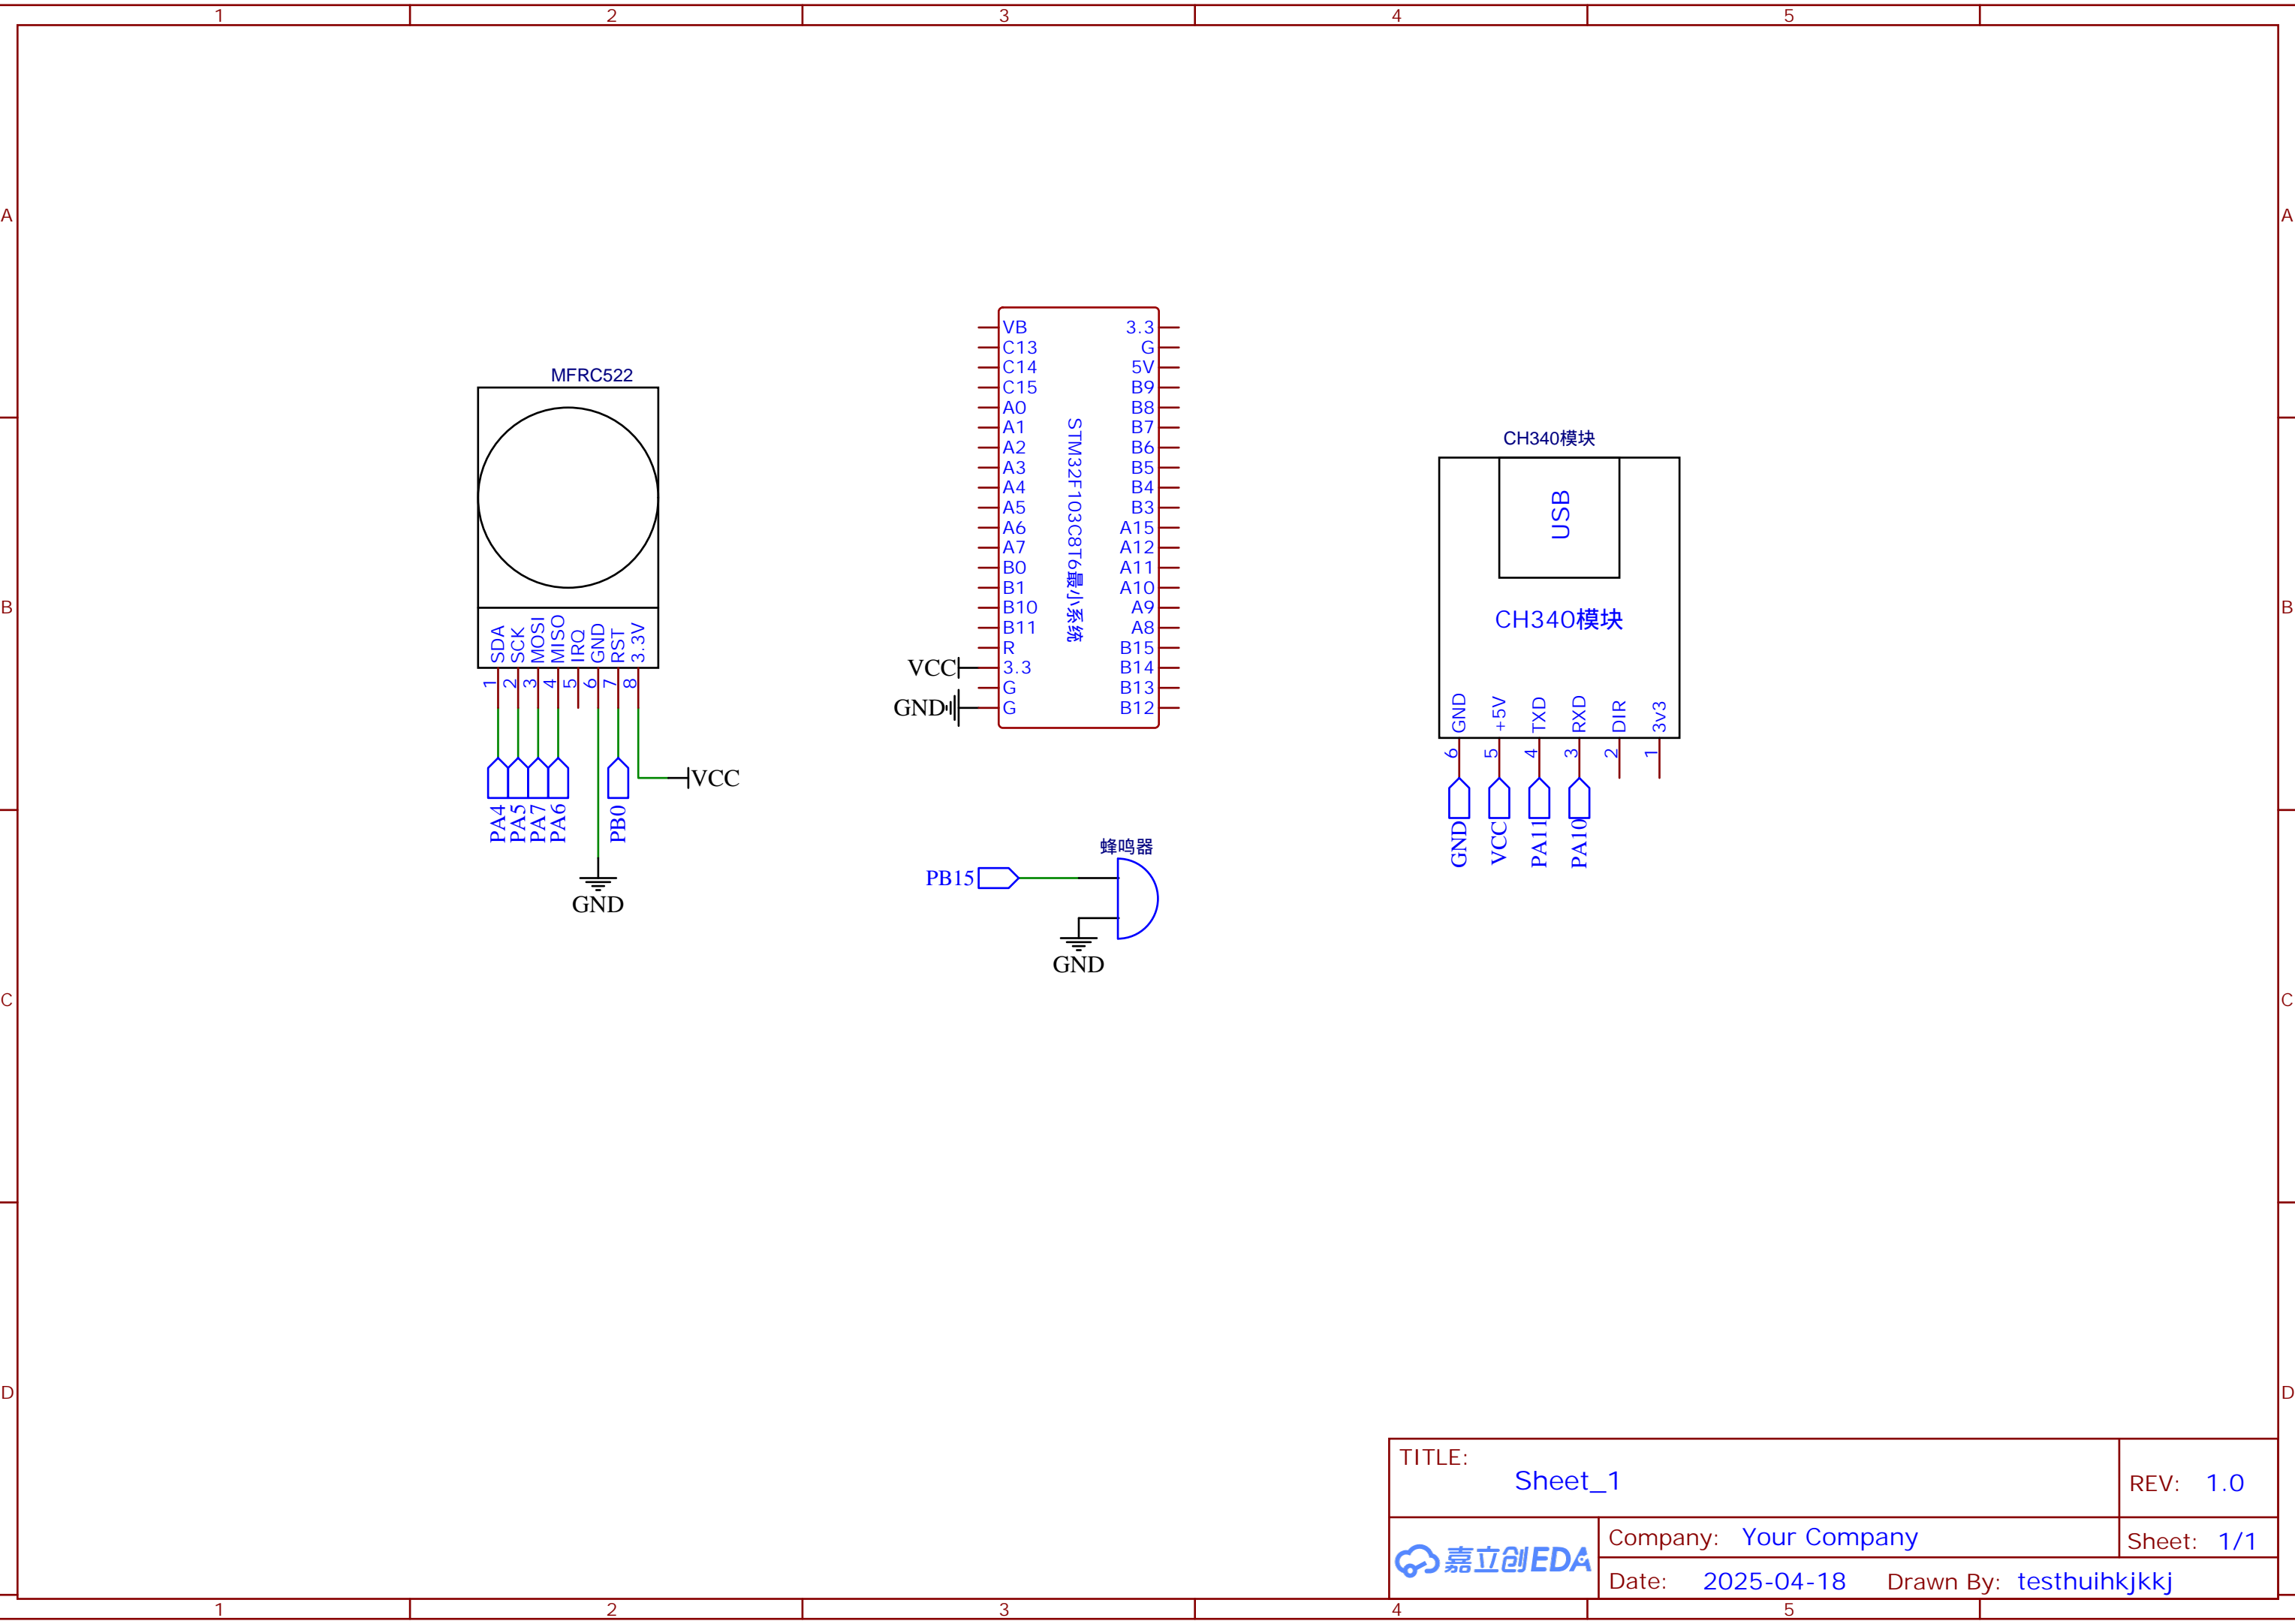 1 2 3 4 5
A A
B B
C C
D D
MFRC522
SDA
SCK
MOSI
MISO
IRQ
GND
RST
3.3V
1 2 3 4 5 6 7 8
PA4
PA5
PA7
PA6
PB0
VCC
GND
VB 3.3
C13 G
C14 5V
C15 B9
A0 B8
A1 B7
A2 B6
A3 B5
A4 B4
A5 B3
A6 A15
A7 A12
B0 A11
B1 A10
B10 A9
B11 A8
R B15
VCC 3.3 B14
G B13
GND G B12
STM32F103C8T6最小系统
蜂鸣器
PB15
GND
CH340模块
USB
CH340模块
GND
+5V
TXD
RXD
DIR
3v3
6 5 4 3 2 1
GND
VCC
PA11
PA10
TITLE:
Sheet_1
REV: 1.0
嘉立创EDA
Company: Your Company
Sheet: 1/1
Date: 2025-04-18 Drawn By: testhuihkjkkj
1 2 3 4 5